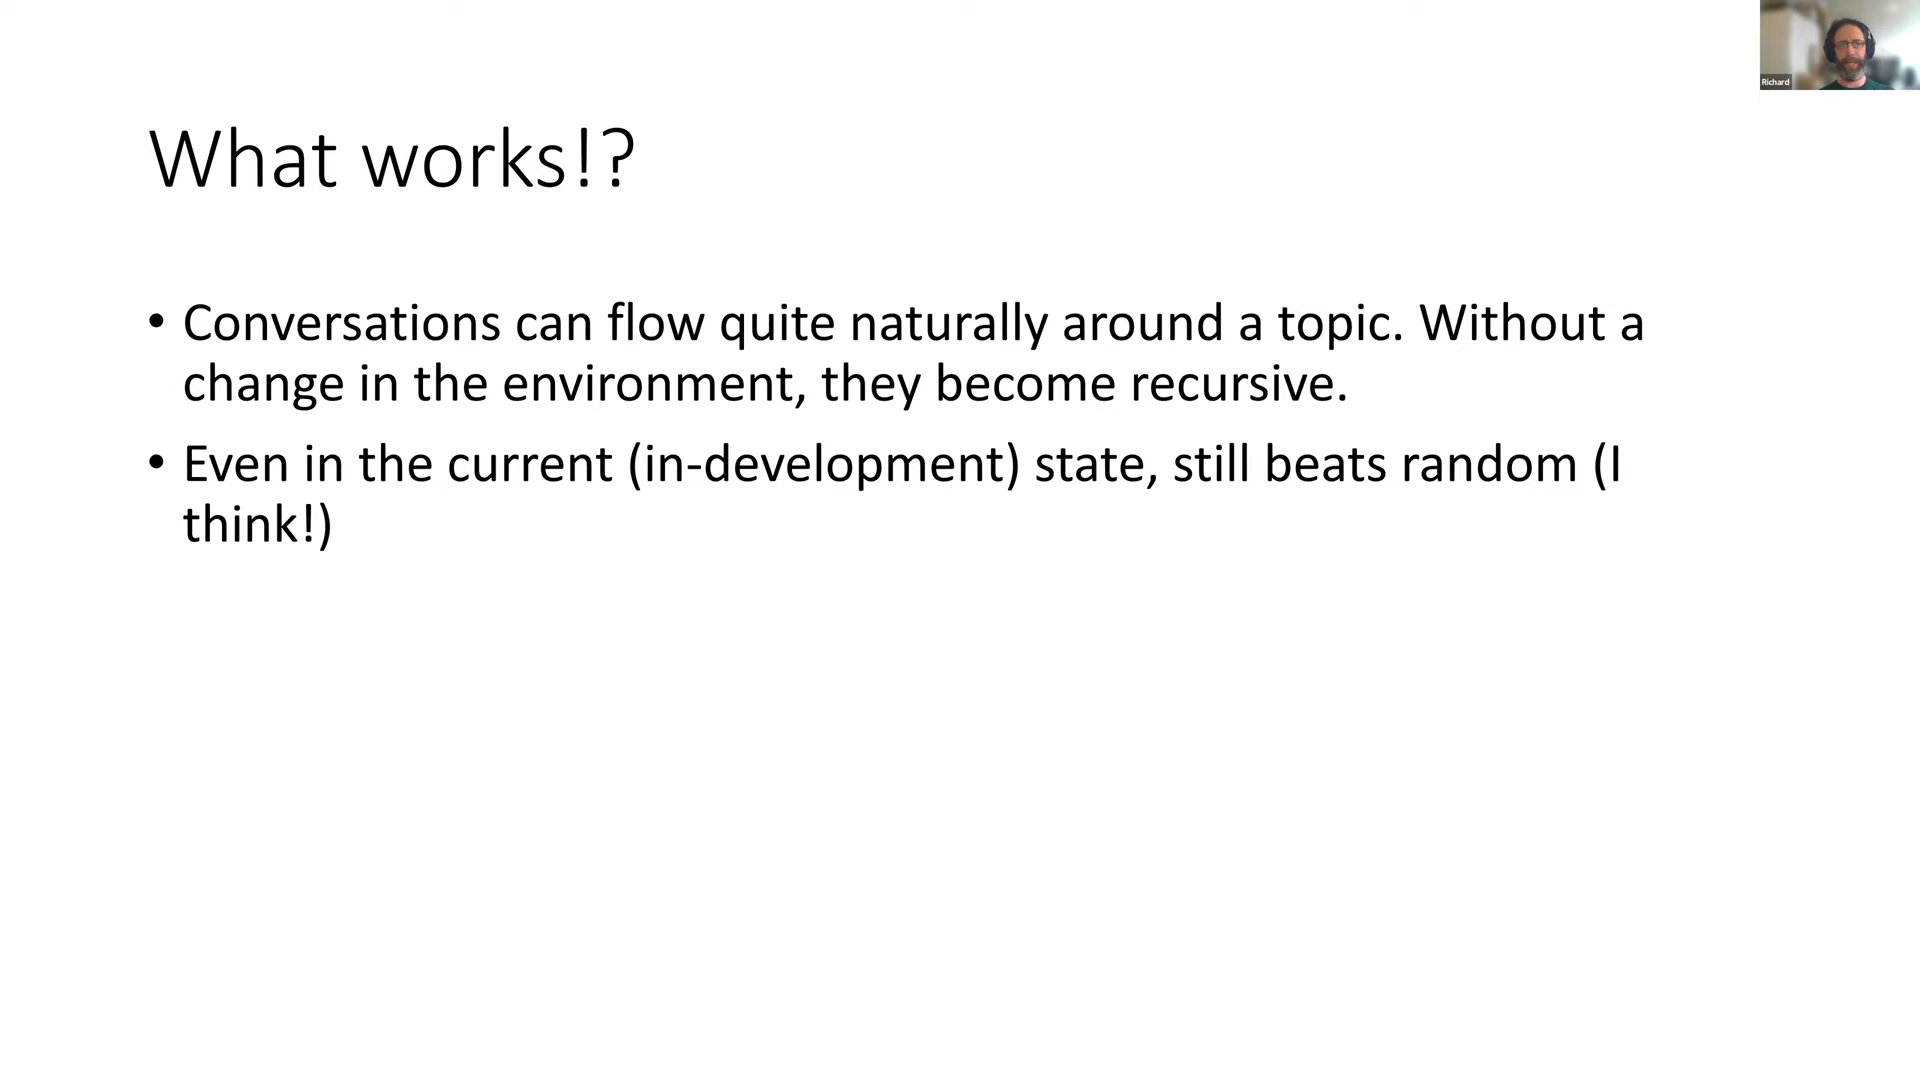 Richard
What works!?
• Conversations can flow quite naturally around a topic. Without a
change in the environment, they become recursive.
• Even in the current (in-development) state, still beats random (I
think!)